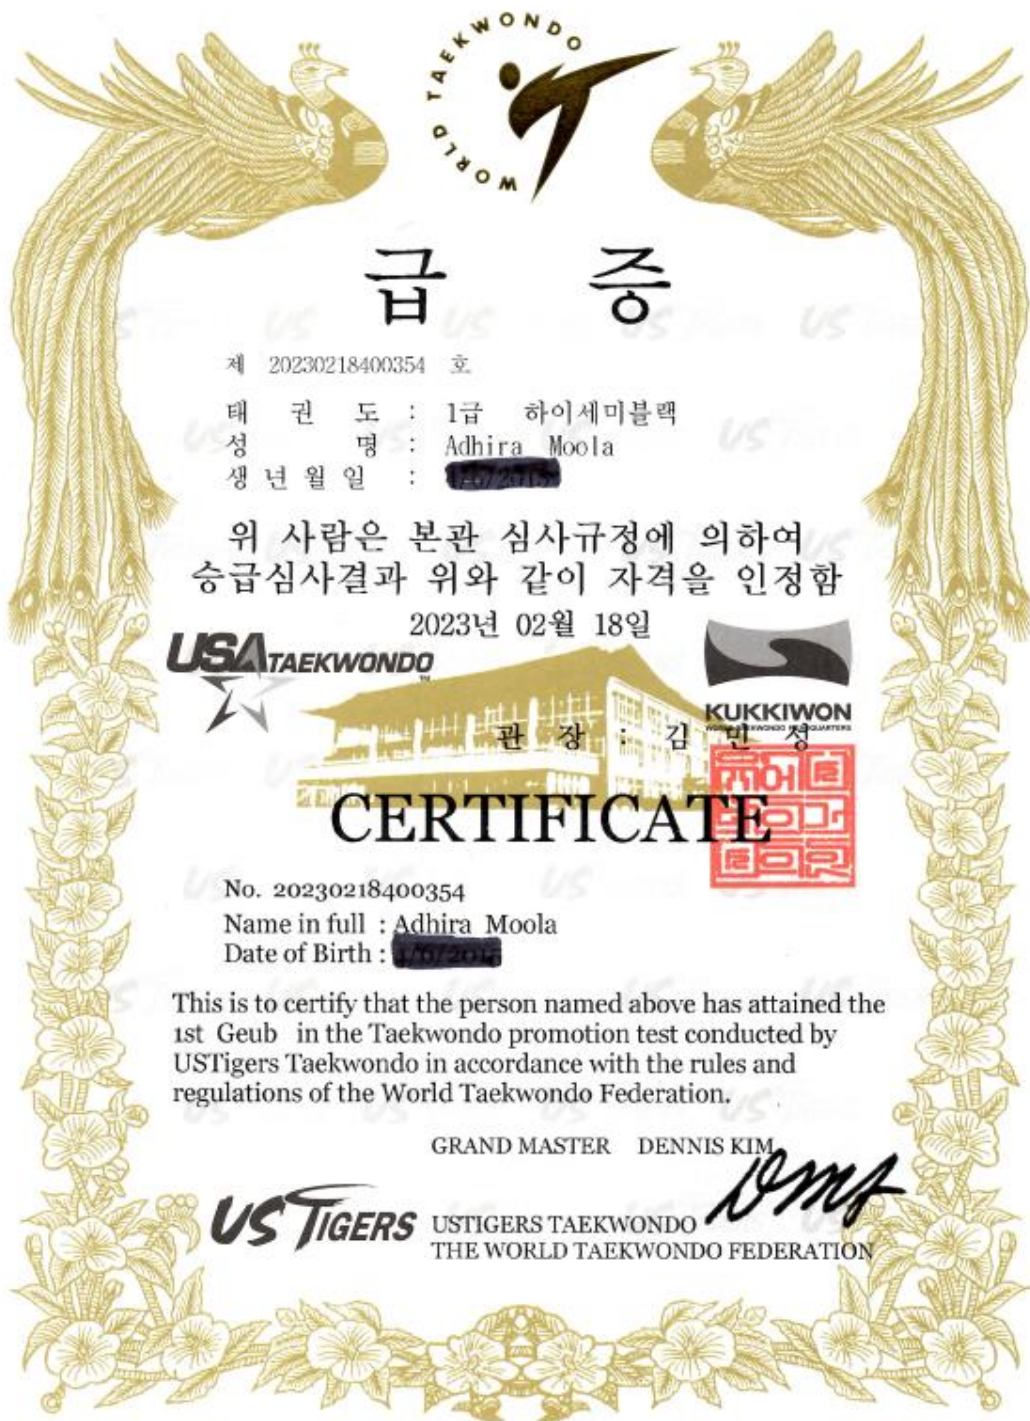 WORLD TAEKWONDO
급 증
제 20230218400354 호
태 권 도 : 1급 하이세미블랙
성 명 : Adhira Moola
생 년 월 일 :
위 사람은 본관 심사규정에 의하여
승급심사결과 위와 같이 자격을 인정함
2023년 02월 18일
USA TAEKWONDO
KUKKIWON
WORLD TAEKWONDO HEADQUARTERS
관 장 : 김 민 성
CERTIFICATE
No. 20230218400354
Name in full : Adhira Moola
Date of Birth :
This is to certify that the person named above has attained the
1st Geub in the Taekwondo promotion test conducted by
USTigers Taekwondo in accordance with the rules and
regulations of the World Taekwondo Federation.
GRAND MASTER DENNIS KIM
US TIGERS
USTIGERS TAEKWONDO
THE WORLD TAEKWONDO FEDERATION